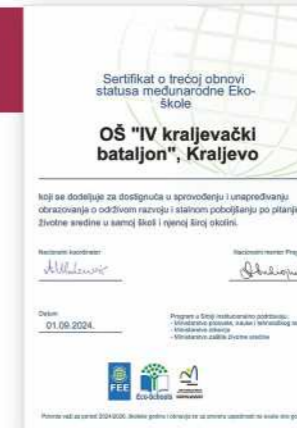 Sertifikat o trećoj obnovi
statusa međunarodne Eko-
škole
OŠ "IV kraljevački
bataljon", Kraljevo
koji se dodeljuje za dostignuća u sprovođenju i unapređivanju
obrazovanja o održivom razvoju i stalnom poboljšanju po pitanju
životne sredine u samoj školi i njenoj široj okolini.
Nacionalni koordinator
Datum
01.09.2024.
Program u Srbiji institucionalno podržavaju:
- Ministarstvo prosvete, nauke i tehnološkog
- Ministarstvo zdravlja
- Ministarstvo zaštite životne sredine
FEE
Eco-Schools